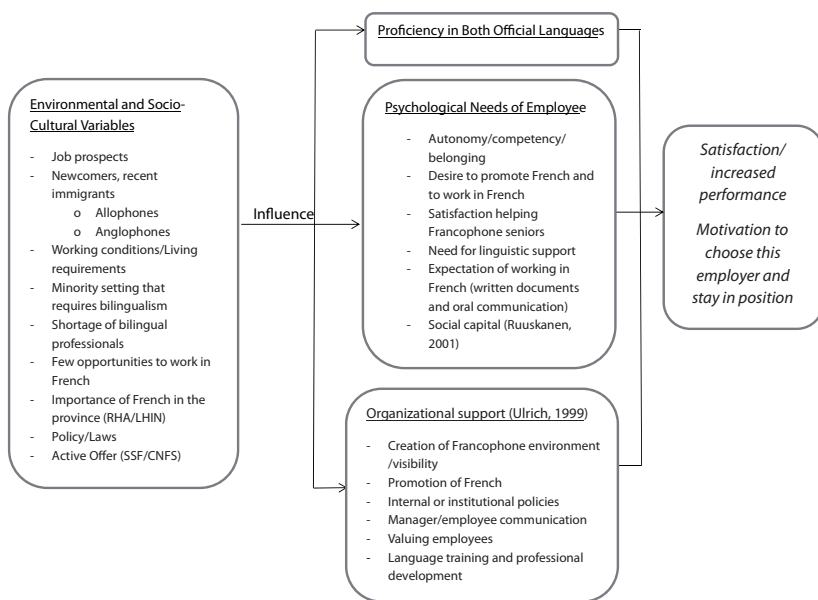 Proficiency in Both Official Languages
Environmental and Socio-
Cultural Variables
- Job prospects
- Newcomers, recent
immigrants
o Allophones
o Anglophones
- Working conditions/Living
requirements
- Minority setting that
requires bilingualism
- Shortage of bilingual
professionals
- Few opportunities to work in
French
- Importance of French in the
province (RHA/LHIN)
- Policy/Laws
- Active Offer (SSF/CNFS)
Influence
Psychological Needs of Employee
- Autonomy/competency/
belonging
- Desire to promote French and
to work in French
- Satisfaction helping
Francophone seniors
- Need for linguistic support
- Expectation of working in
French (written documents
and oral communication)
- Social capital (Ruuskanen,
2001)
Organizational support (Ulrich, 1999)
- Creation of Francophone environment
/visibility
- Promotion of French
- Internal or institutional policies
- Manager/employee communication
- Valuing employees
- Language training and professional
development
Satisfaction/
increased
performance
Motivation to
choose this
employer and
stay in position